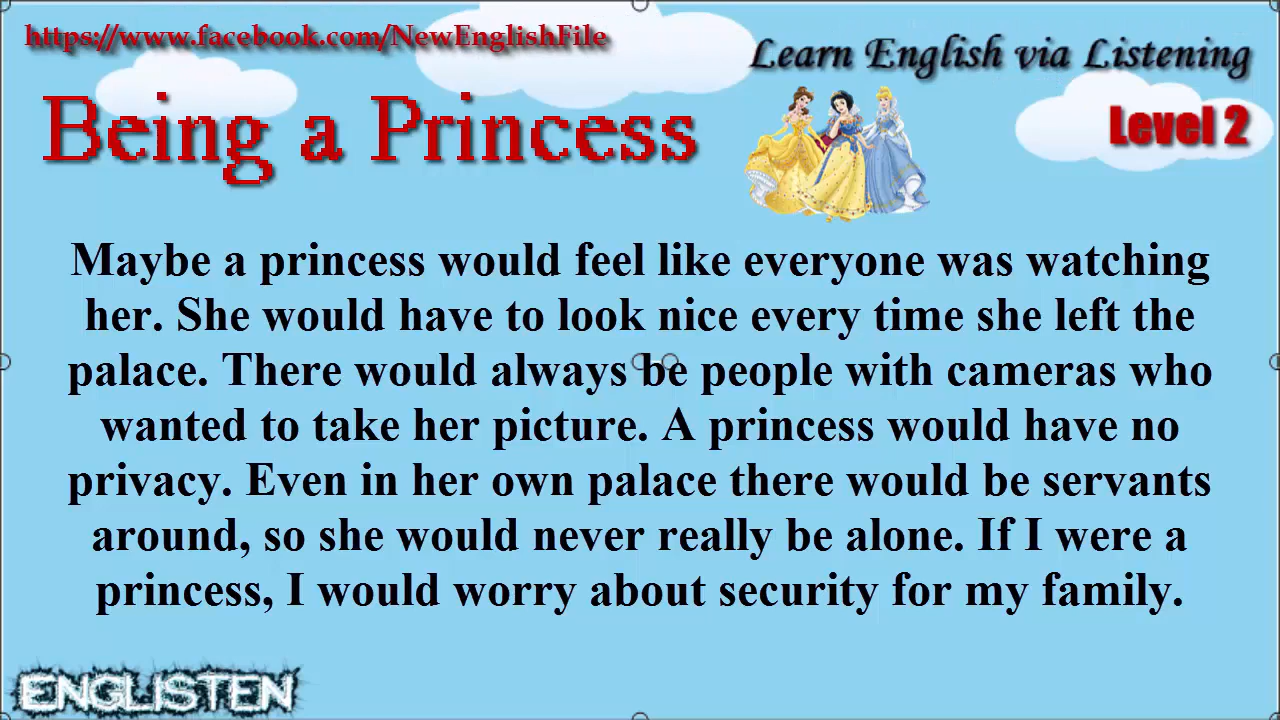 https://www.facebook.com/NewEnglishFile
Learn English via Listening
Being a Princess
Level 2
Maybe a princess would feel like everyone was watching
her. She would have to look nice every time she left the
palace. There would always be people with cameras who
wanted to take her picture. A princess would have no
privacy. Even in her own palace there would be servants
around, so she would never really be alone. If I were a
princess, I would worry about security for my family.
ENGLISTEN